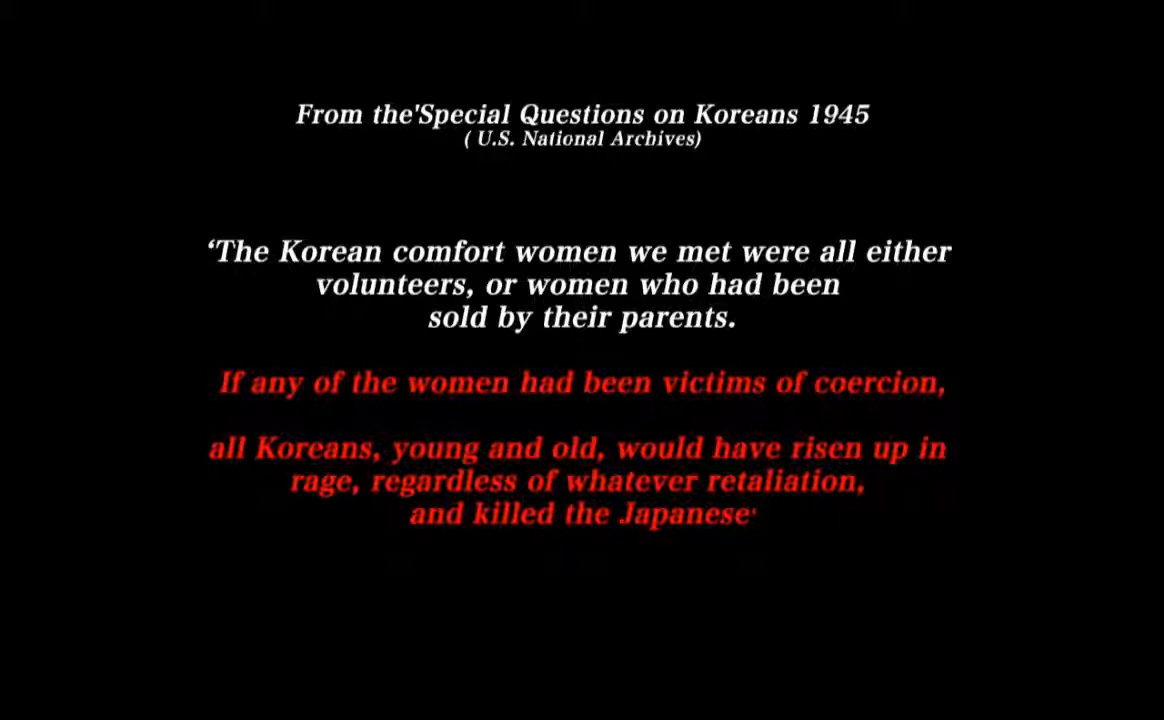 From the'Special Questions on Koreans 1945
( U.S. National Archives)
‘The Korean comfort women we met were all either
volunteers, or women who had been
sold by their parents.
If any of the women had been victims of coercion,
all Koreans, young and old, would have risen up in
rage, regardless of whatever retaliation,
and killed the Japanese'